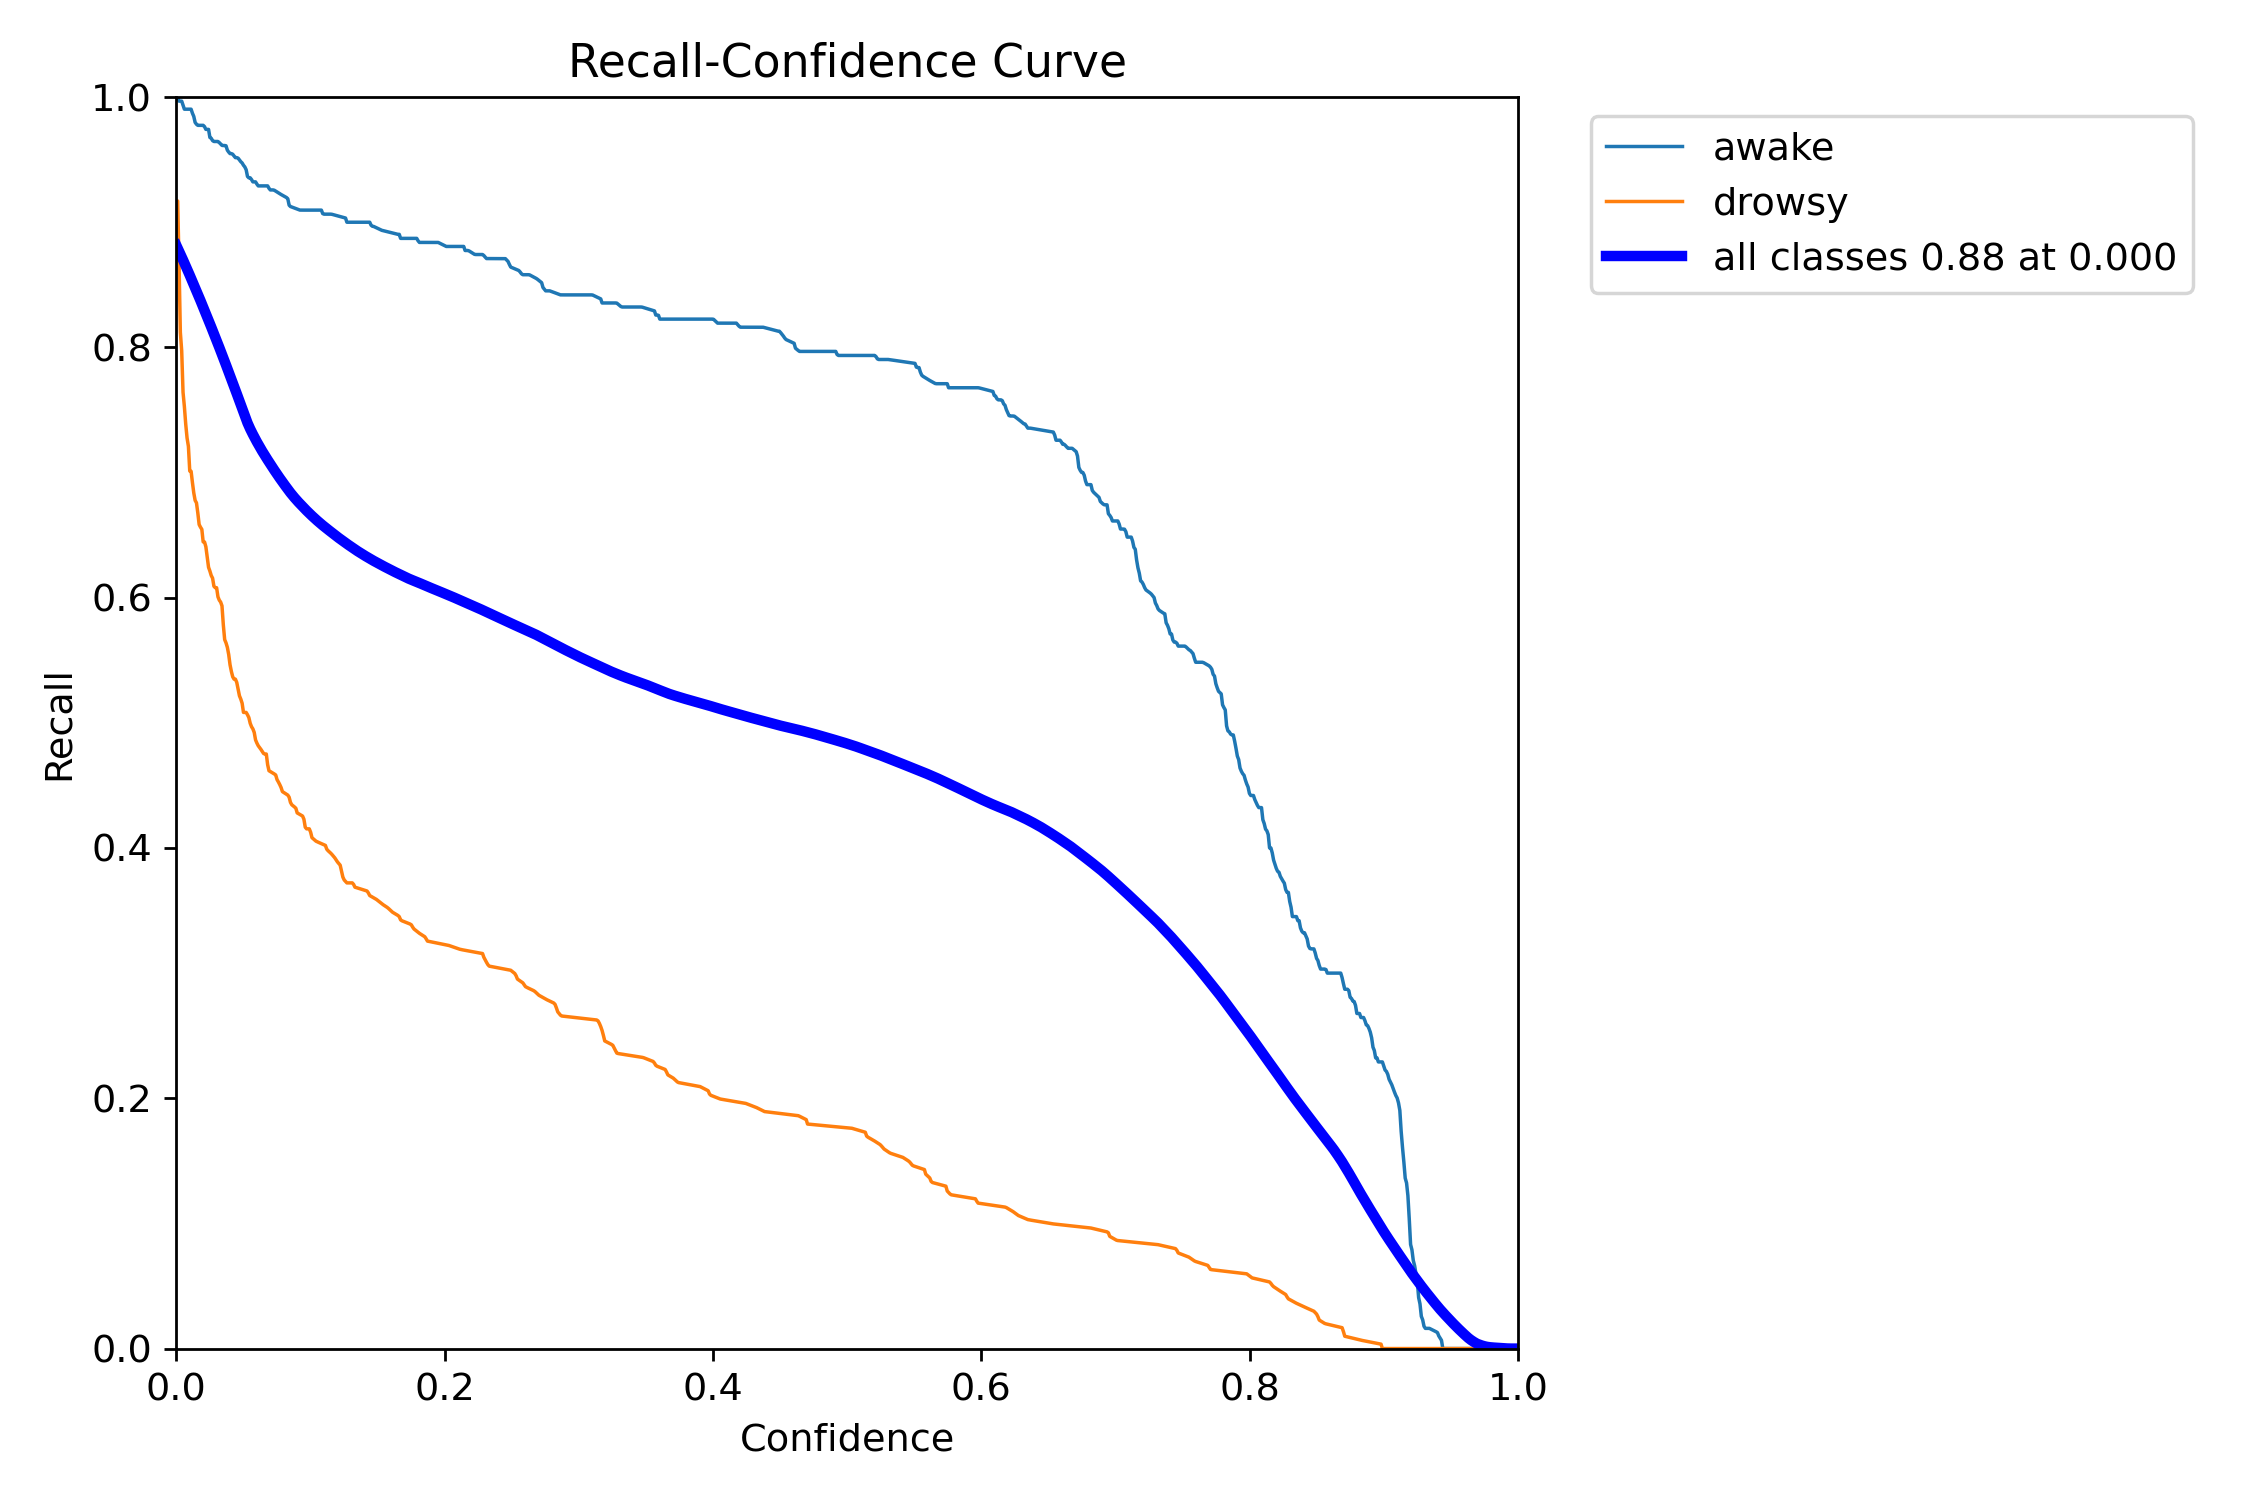 Recall-Confidence Curve
awake
drowsy
all classes 0.88 at 0.000
Recall
1.0
0.8
0.6
0.4
0.2
0.0
0.0 0.2 0.4 0.6 0.8 1.0
Confidence